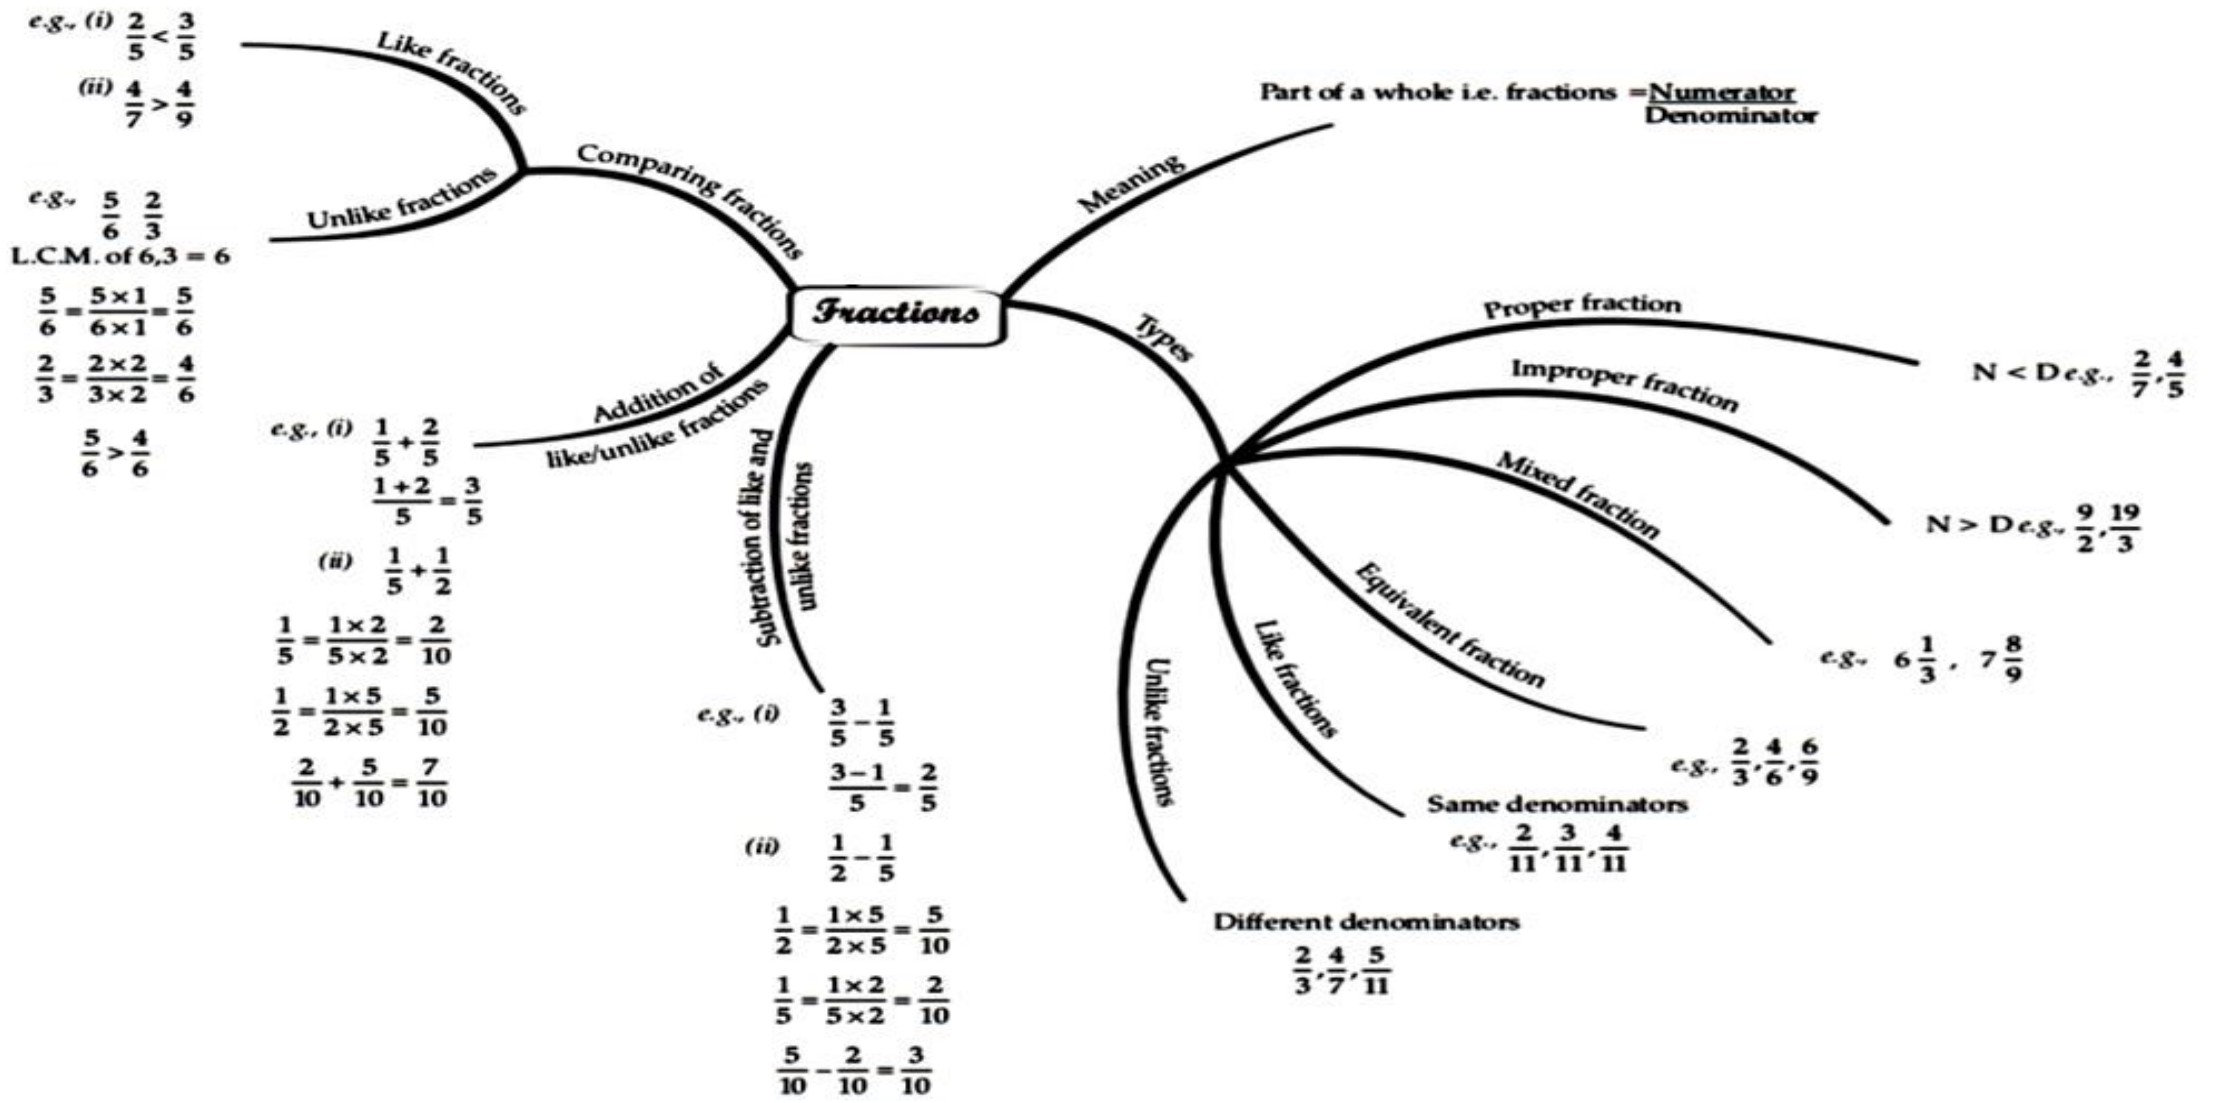 Fractions
Meaning
Part of a whole i.e. fractions = Numerator/Denominator
Types
Proper fraction
N < D e.g., 2/7, 4/5
Improper fraction
N > D e.g., 9/2, 19/3
Mixed fraction
e.g., 6 1/3, 7 8/9
Equivalent fraction
e.g., 2/3, 4/6, 6/9
Like fractions
Same denominators
e.g., 2/11, 3/11, 4/11
Unlike fractions
Different denominators
2/3, 4/7, 5/11
Subtraction of like and
unlike fractions
e.g., (i) 3/5 − 1/5
(3−1)/5 = 2/5
(ii) 1/2 − 1/5
1/2 = (1×5)/(2×5) = 5/10
1/5 = (1×2)/(5×2) = 2/10
5/10 − 2/10 = 3/10
Addition of
like/unlike fractions
e.g., (i) 1/5 + 2/5
(1+2)/5 = 3/5
(ii) 1/5 + 1/2
1/5 = (1×2)/(5×2) = 2/10
1/2 = (1×5)/(2×5) = 5/10
2/10 + 5/10 = 7/10
Comparing fractions
Like fractions
e.g., (i) 2/5 < 3/5
(ii) 4/7 > 4/9
Unlike fractions
e.g., 5/6 2/3
L.C.M. of 6,3 = 6
5/6 = (5×1)/(6×1) = 5/6
2/3 = (2×2)/(3×2) = 4/6
5/6 > 4/6